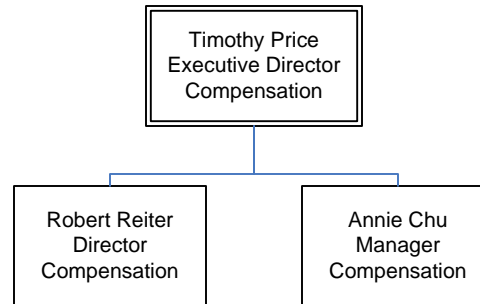 Timothy Price
Executive Director
Compensation
Robert Reiter
Director
Compensation
Annie Chu
Manager
Compensation